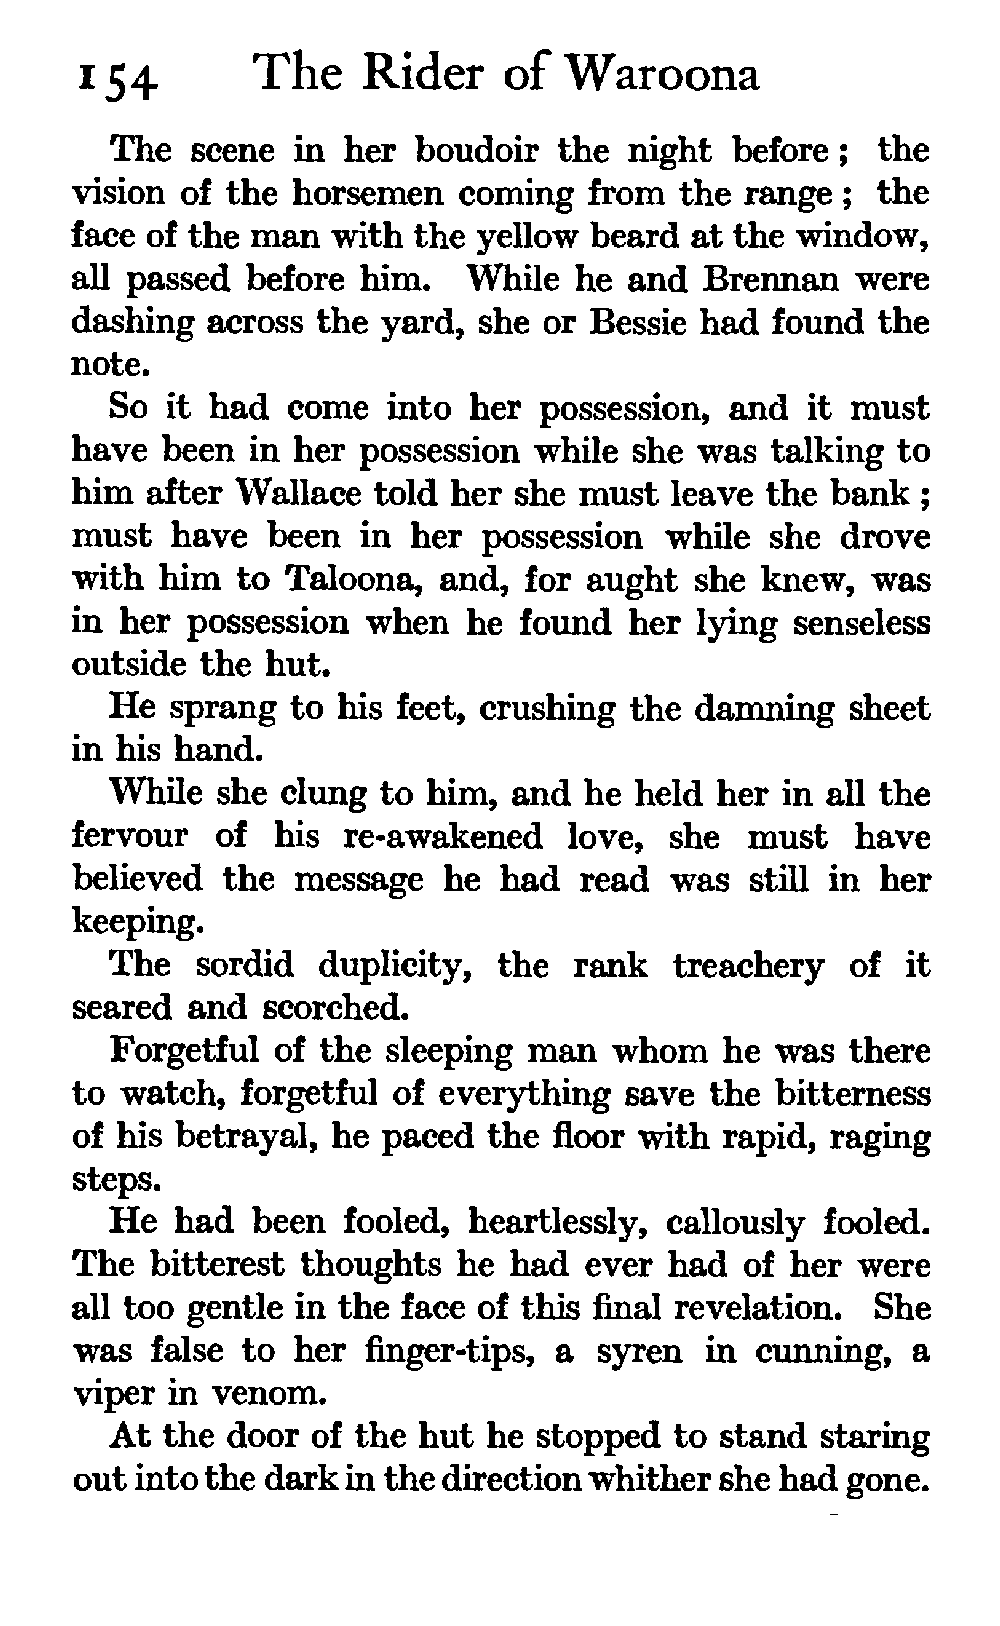 154 The Rider of Waroona
The scene in her boudoir the night before ; the
vision of the horsemen coming from the range ; the
face of the man with the yellow beard at the window,
all passed before him. While he and Brennan were
dashing across the yard, she or Bessie had found the
note.
So it had come into her possession, and it must
have been in her possession while she was talking to
him after Wallace told her she must leave the bank ;
must have been in her possession while she drove
with him to Taloona, and, for aught she knew, was
in her possession when he found her lying senseless
outside the hut.
He sprang to his feet, crushing the damning sheet
in his hand.
While she clung to him, and he held her in all the
fervour of his re-awakened love, she must have
believed the message he had read was still in her
keeping.
The sordid duplicity, the rank treachery of it
seared and scorched.
Forgetful of the sleeping man whom he was there
to watch, forgetful of everything save the bitterness
of his betrayal, he paced the floor with rapid, raging
steps.
He had been fooled, heartlessly, callously fooled.
The bitterest thoughts he had ever had of her were
all too gentle in the face of this final revelation. She
was false to her finger-tips, a syren in cunning, a
viper in venom.
At the door of the hut he stopped to stand staring
out into the dark in the direction whither she had gone.